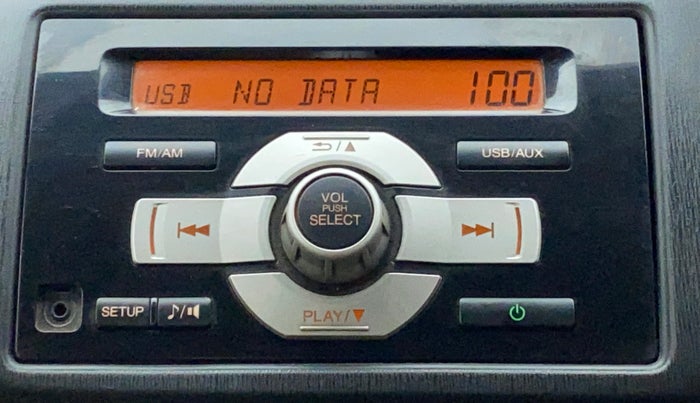 USB NO DATA 100
FM/AM USB/AUX
VOL
PUSH
SELECT
SETUP
PLAY/▼